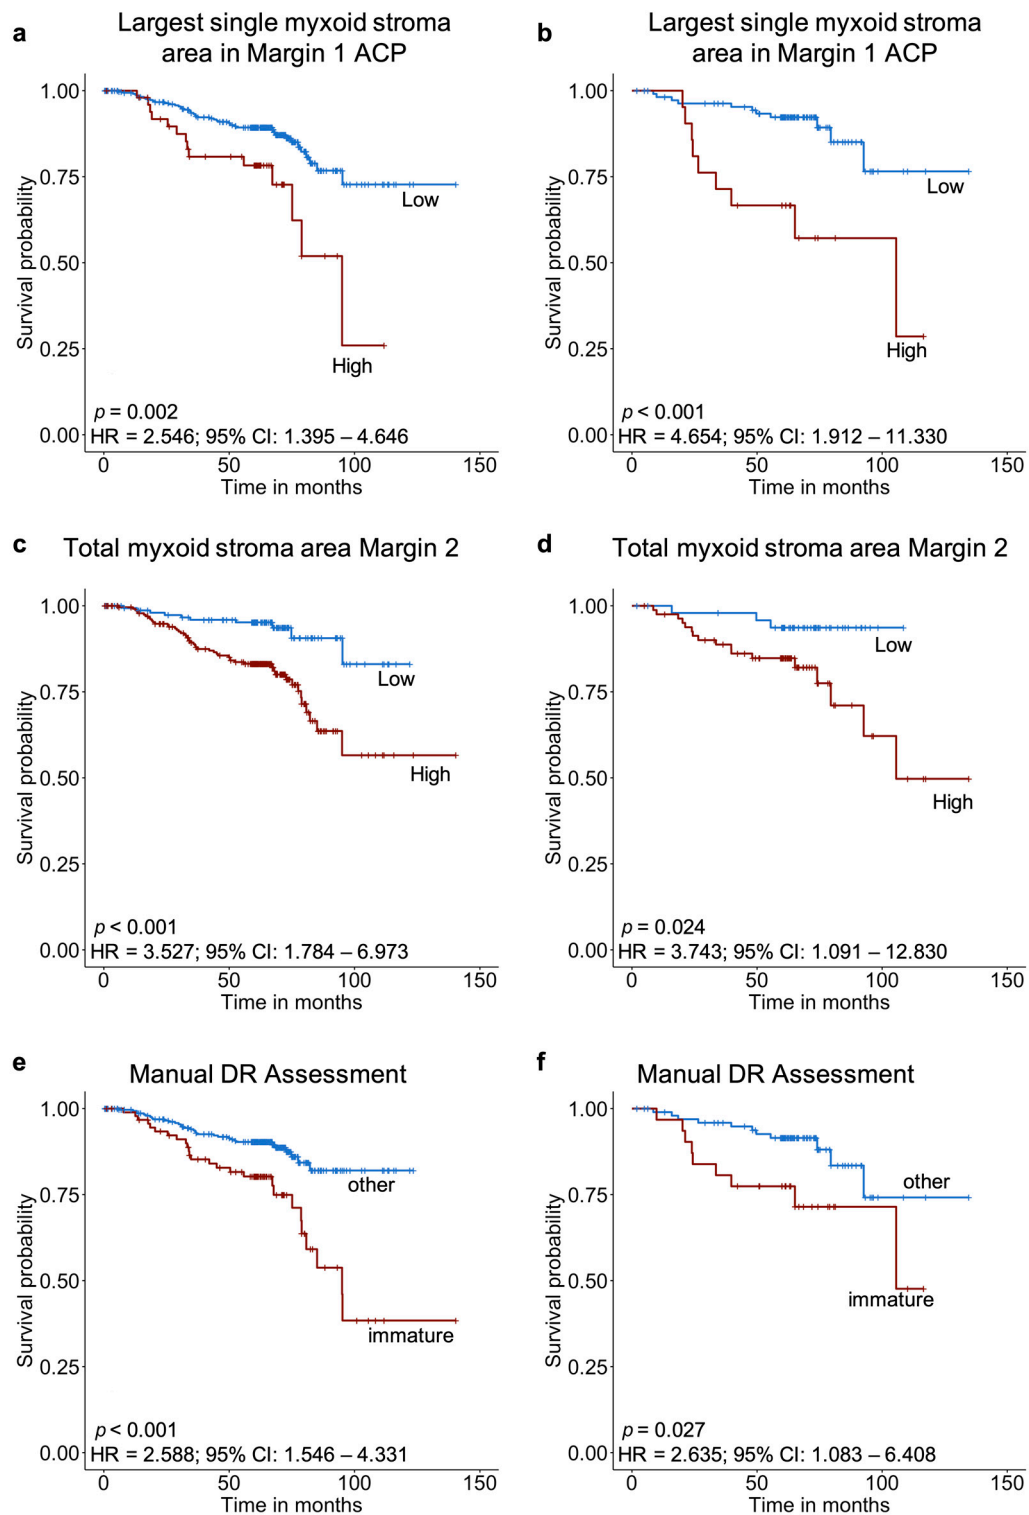 a
Largest single myxoid stroma
area in Margin 1 ACP
Survival probability
1.00
0.75
0.50
0.25
0.00
Low
High
p = 0.002
HR = 2.546; 95% CI: 1.395 – 4.646
0 50 100 150
Time in months
b
Largest single myxoid stroma
area in Margin 1 ACP
Survival probability
1.00
0.75
0.50
0.25
0.00
Low
High
p < 0.001
HR = 4.654; 95% CI: 1.912 – 11.330
0 50 100 150
Time in months
c
Total myxoid stroma area Margin 2
Survival probability
1.00
0.75
0.50
0.25
0.00
Low
High
p < 0.001
HR = 3.527; 95% CI: 1.784 – 6.973
0 50 100 150
Time in months
d
Total myxoid stroma area Margin 2
Survival probability
1.00
0.75
0.50
0.25
0.00
Low
High
p = 0.024
HR = 3.743; 95% CI: 1.091 – 12.830
0 50 100 150
Time in months
e
Manual DR Assessment
Survival probability
1.00
0.75
0.50
0.25
0.00
other
immature
p < 0.001
HR = 2.588; 95% CI: 1.546 – 4.331
0 50 100 150
Time in months
f
Manual DR Assessment
Survival probability
1.00
0.75
0.50
0.25
0.00
other
immature
p = 0.027
HR = 2.635; 95% CI: 1.083 – 6.408
0 50 100 150
Time in months